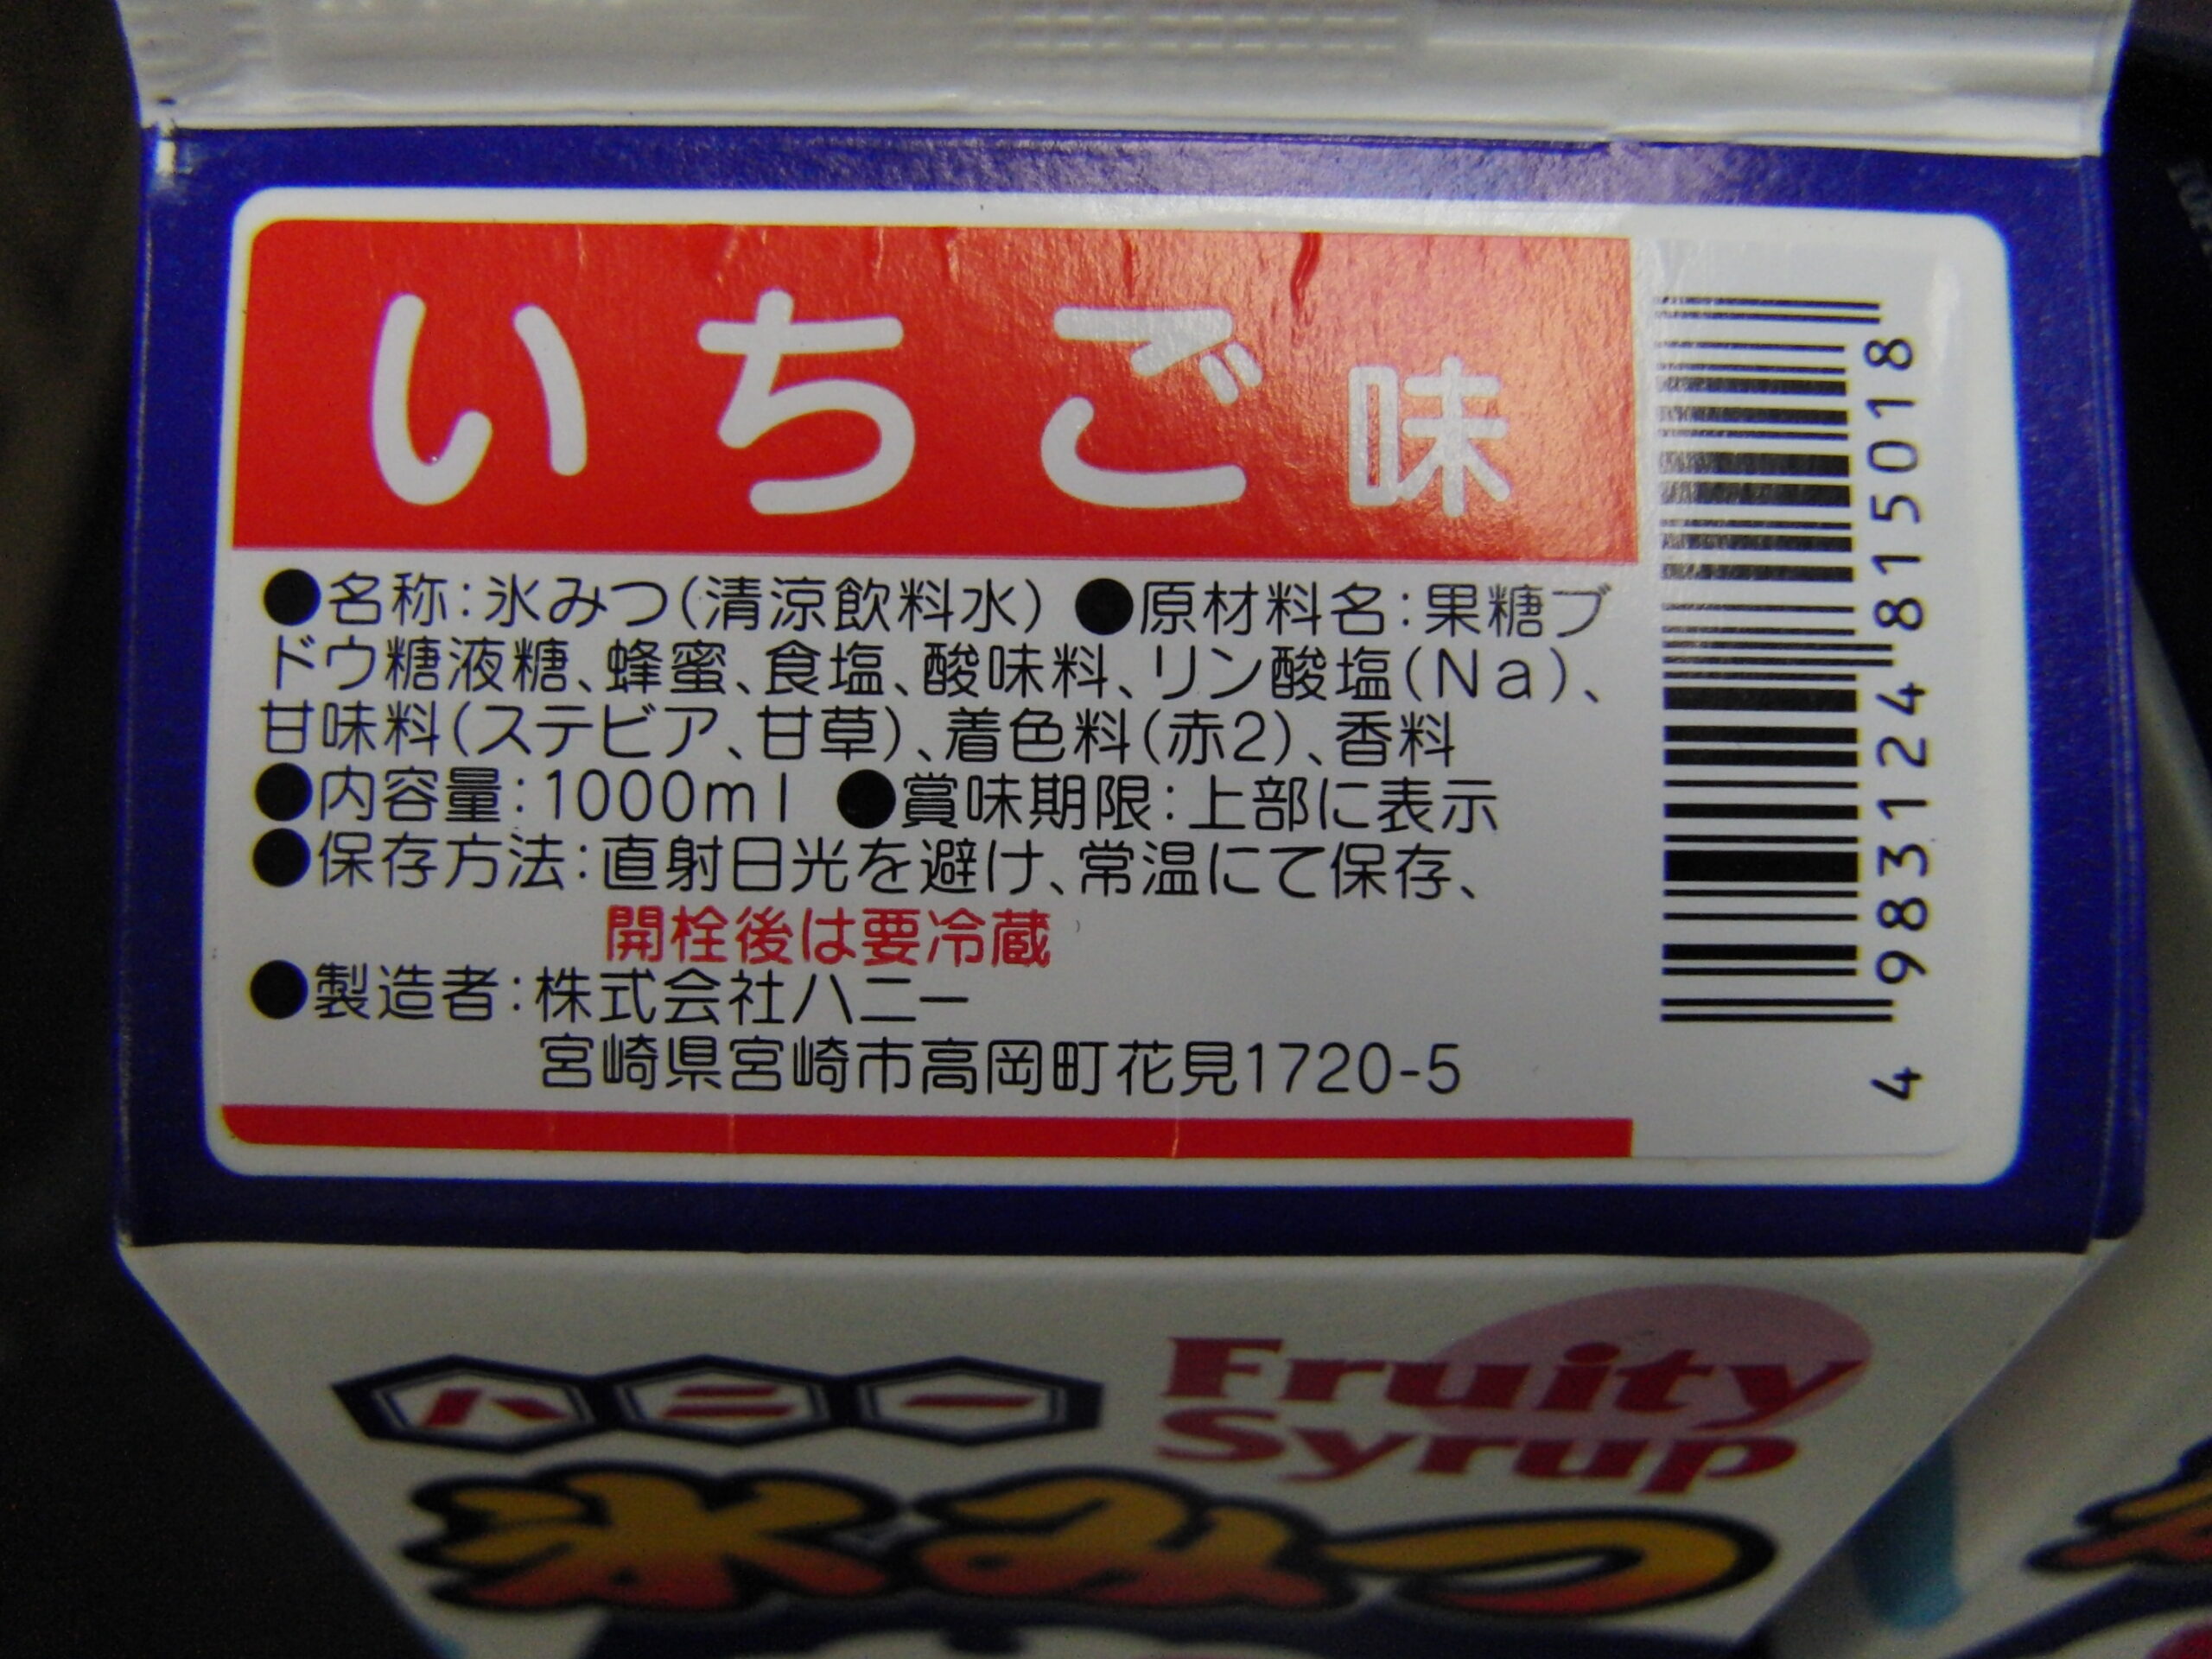 いちご味
●名称:氷みつ(清涼飲料水) ●原材料名:果糖ブ
ドウ糖液糖、蜂蜜、食塩、酸味料、リン酸塩(Na)、
甘味料(ステビア、甘草)、着色料(赤2)、香料
●内容量:1000ml ●賞味期限:上部に表示
●保存方法:直射日光を避け、常温にて保存、
開栓後は要冷蔵
●製造者:株式会社ハニー
宮崎県宮崎市高岡町花見1720-5
4983124815018
ハニー
Fruity
Syrup
氷みつ